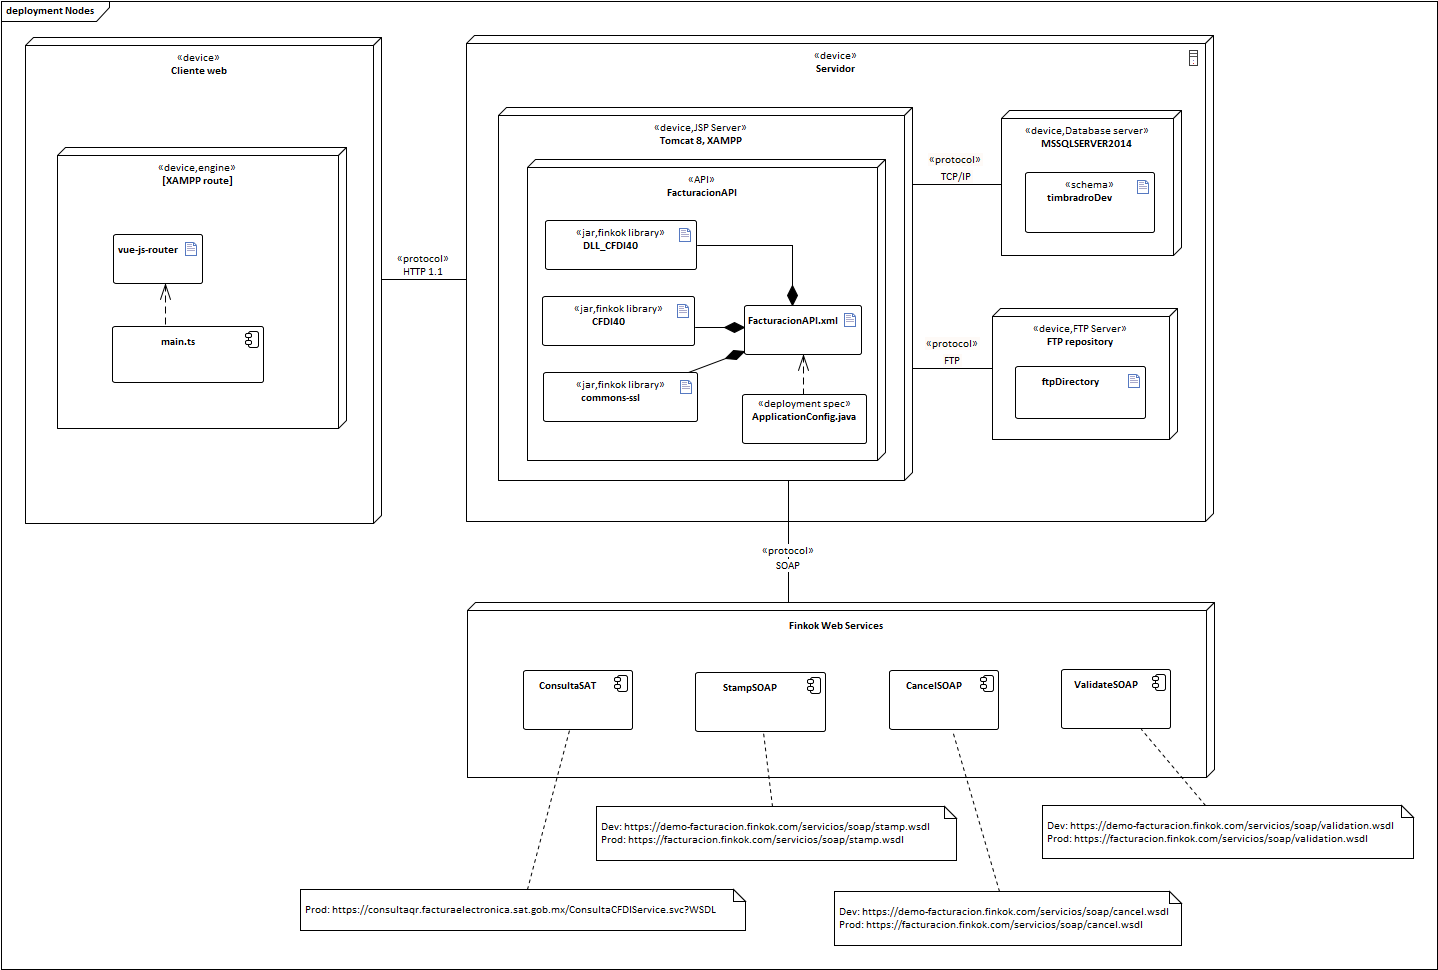 deployment Nodes
«device»
Cliente web
«device,engine»
[XAMPP route]
vue-js-router
main.ts
«protocol»
HTTP 1.1
«device»
Servidor
«device,JSP Server»
Tomcat 8, XAMPP
«API»
FacturacionAPI
«jar,finkok library»
DLL_CFDI40
«jar,finkok library»
CFDI40
«jar,finkok library»
commons-ssl
FacturacionAPI.xml
«deployment spec»
ApplicationConfig.java
«protocol»
TCP/IP
«device,Database server»
MSSQLSERVER2014
«schema»
timbradroDev
«protocol»
FTP
«device,FTP Server»
FTP repository
ftpDirectory
«protocol»
SOAP
Finkok Web Services
ConsultaSAT
StampSOAP
CancelSOAP
ValidateSOAP
Dev: https://demo-facturacion.finkok.com/servicios/soap/stamp.wsdl
Prod: https://facturacion.finkok.com/servicios/soap/stamp.wsdl
Dev: https://demo-facturacion.finkok.com/servicios/soap/validation.wsdl
Prod: https://facturacion.finkok.com/servicios/soap/validation.wsdl
Prod: https://consultaqr.facturaelectronica.sat.gob.mx/ConsultaCFDIService.svc?WSDL
Dev: https://demo-facturacion.finkok.com/servicios/soap/cancel.wsdl
Prod: https://facturacion.finkok.com/servicios/soap/cancel.wsdl